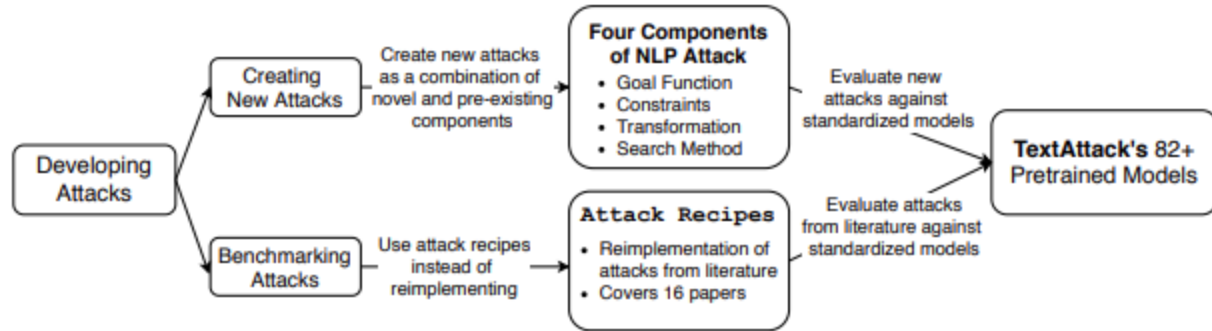 Developing
Attacks
Creating
New Attacks
Create new attacks
as a combination of
novel and pre-existing
components
Four Components
of NLP Attack
• Goal Function
• Constraints
• Transformation
• Search Method
Evaluate new
attacks against
standardized models
Benchmarking
Attacks
Use attack recipes
instead of
reimplementing
Attack Recipes
• Reimplementation of
attacks from literature
• Covers 16 papers
Evaluate attacks
from literature against
standardized models
TextAttack's 82+
Pretrained Models